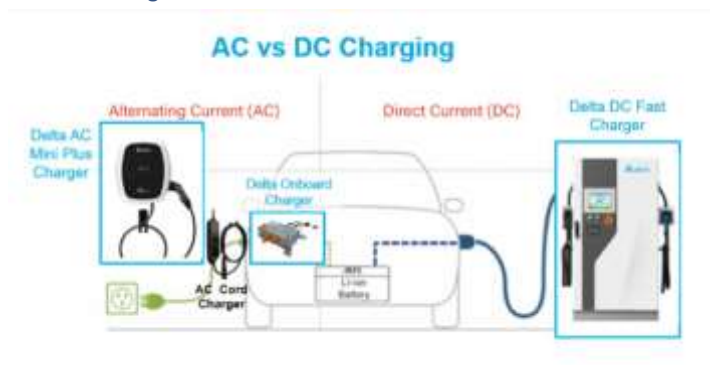 AC vs DC Charging
Alternating Current (AC)
Direct Current (DC)
Delta AC
Mini Plus
Charger
Delta Onboard
Charger
AC Cord
Charger
Li-ion
Battery
Delta DC Fast
Charger